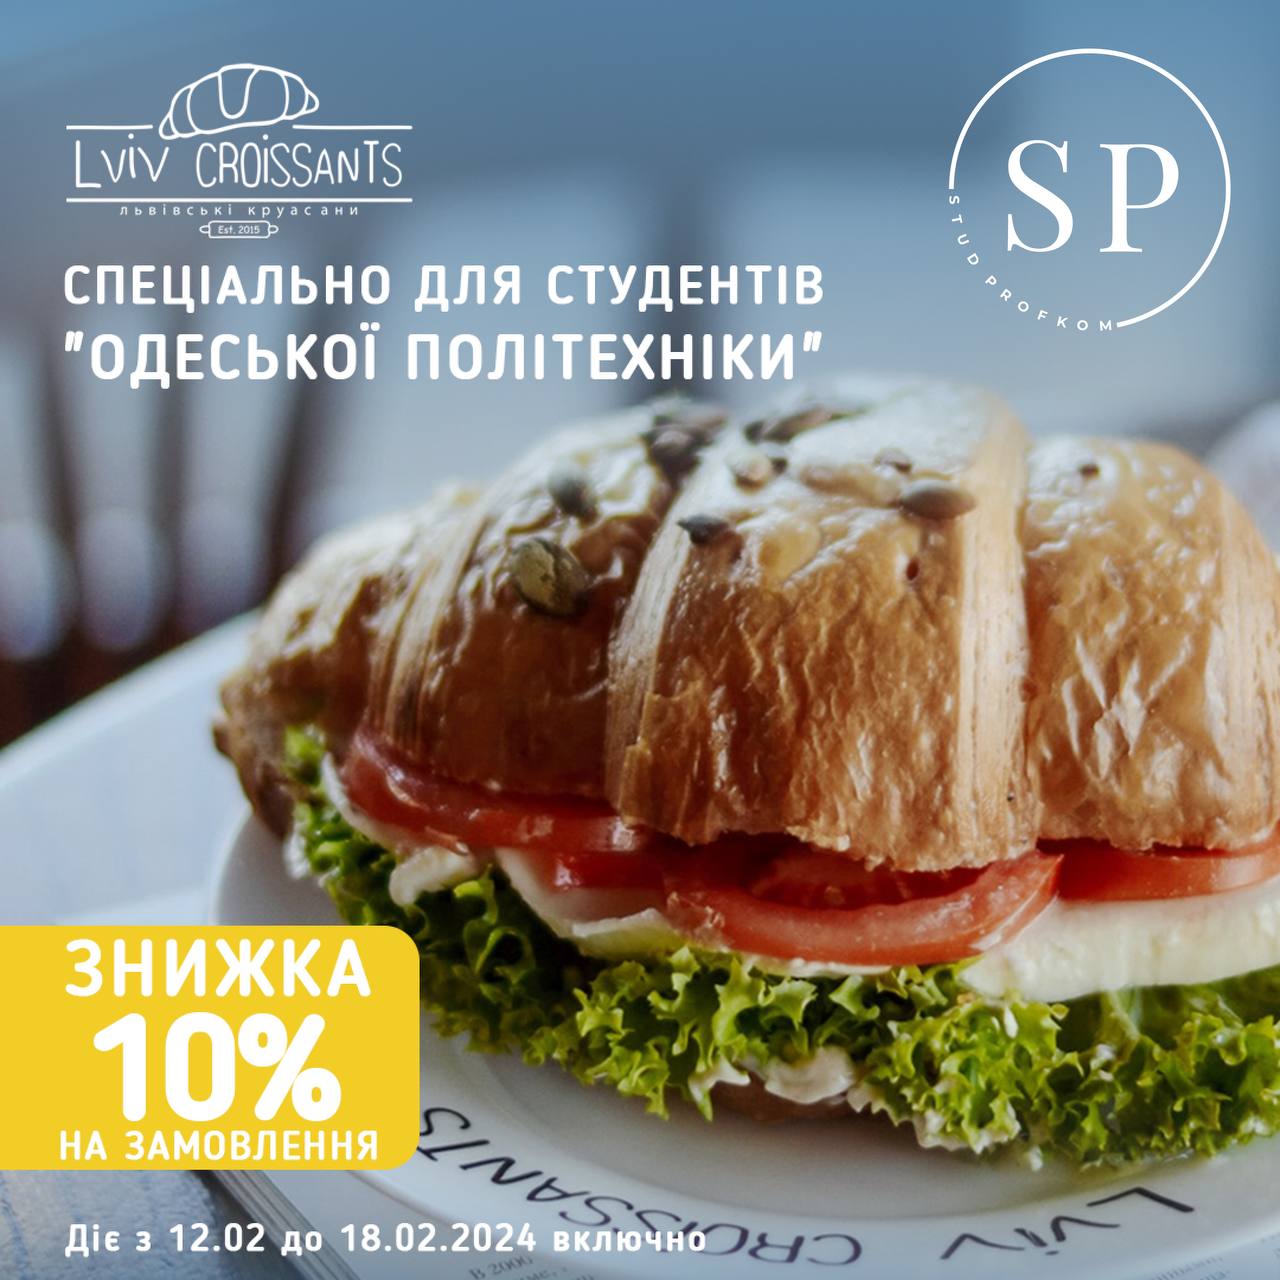 LVIV CROISSANTS
львівські круасани
Est. 2015
SP
STUD PROFKOM
СПЕЦІАЛЬНО ДЛЯ СТУДЕНТІВ
"ОДЕСЬКОЇ ПОЛІТЕХНІКИ"
ЗНИЖКА
10%
НА ЗАМОВЛЕННЯ
LVIV CROISSANTS
Діє з 12.02 до 18.02.2024 включно
В 2006